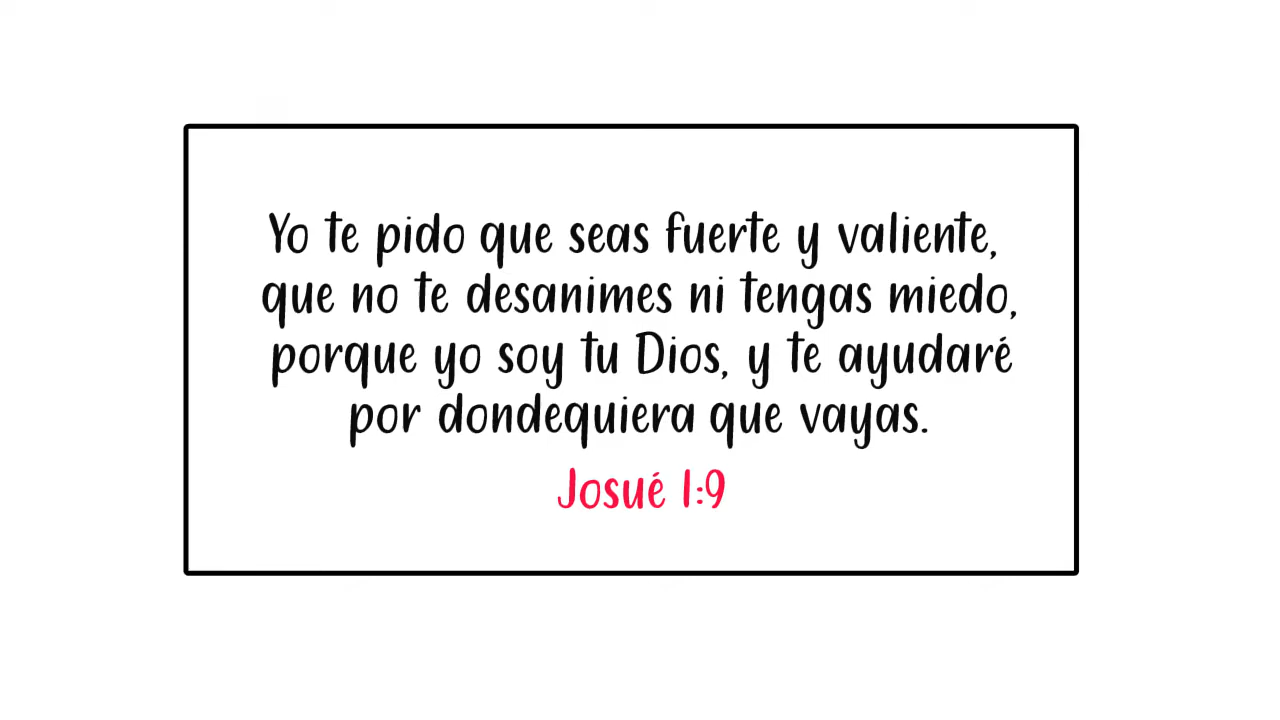 Yo te pido que seas fuerte y valiente,
que no te desanimes ni tengas miedo,
porque yo soy tu Dios, y te ayudaré
por dondequiera que vayas.
Josué 1:9